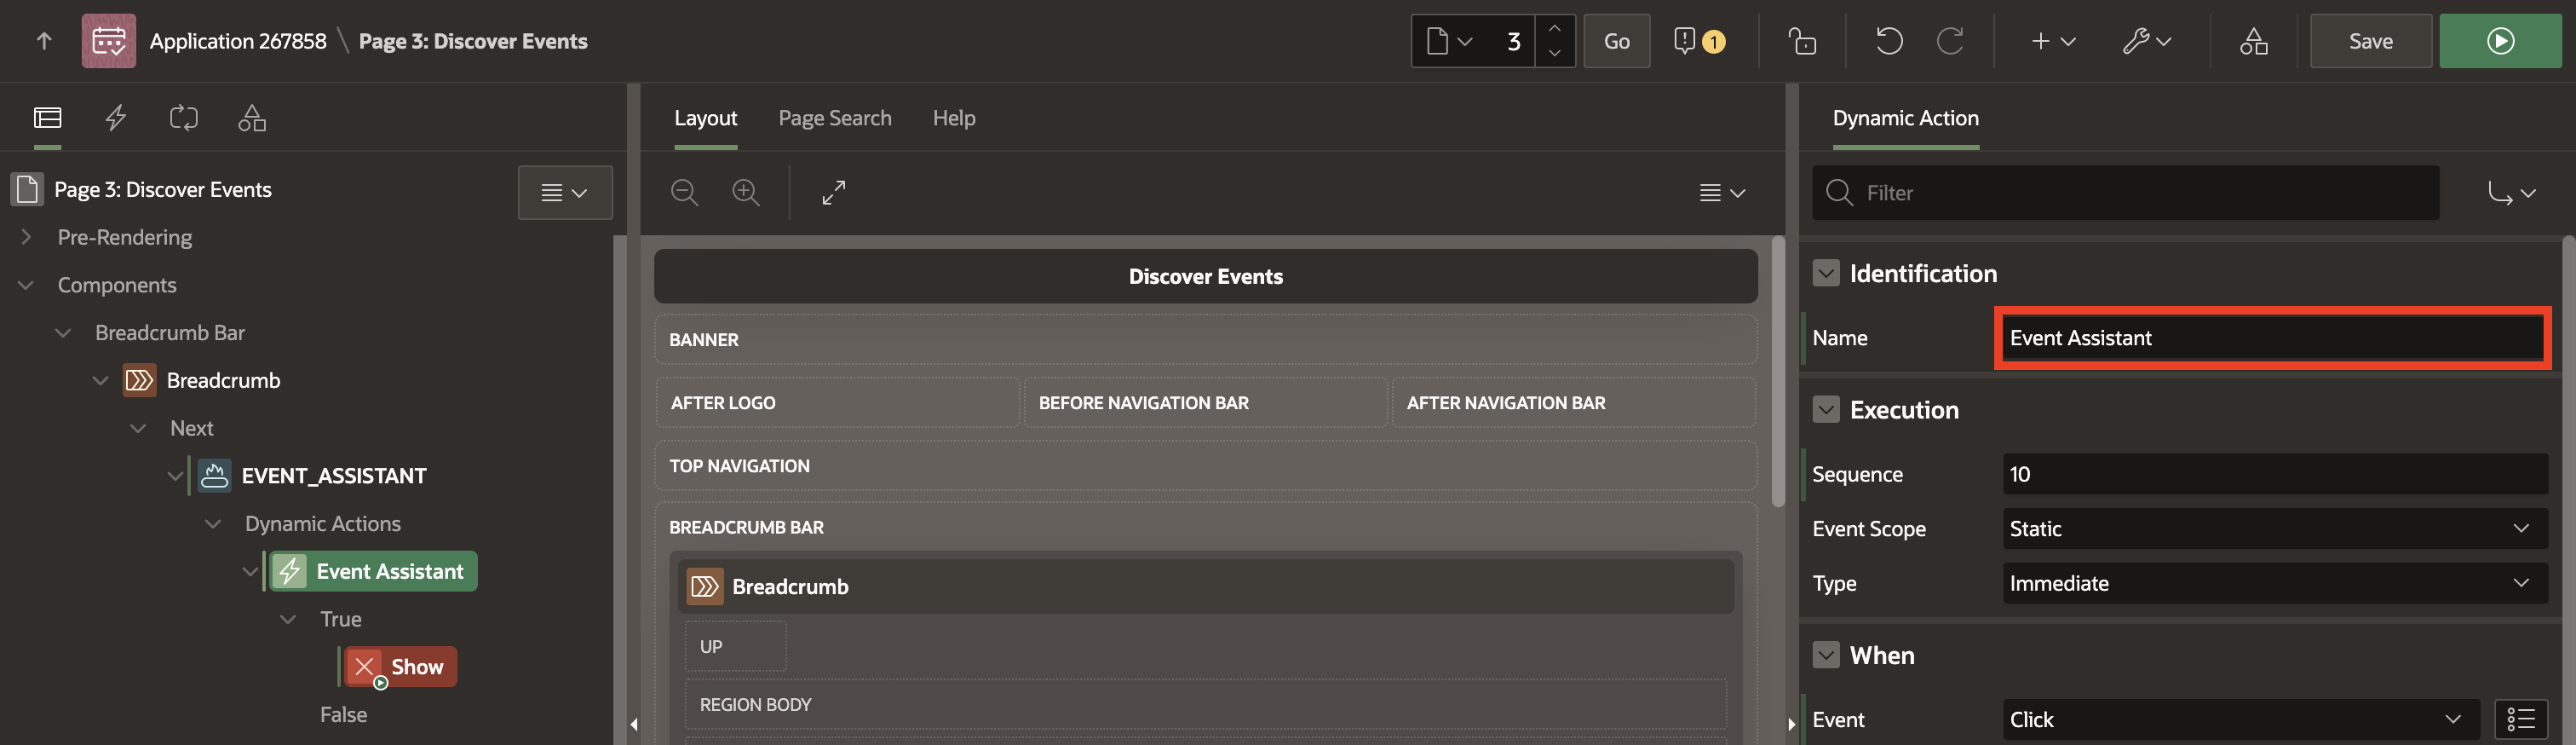 Application 267858 \ Page 3: Discover Events
3
Go
1
Save
Page 3: Discover Events
Pre-Rendering
Components
Breadcrumb Bar
Breadcrumb
Next
EVENT_ASSISTANT
Dynamic Actions
Event Assistant
True
Show
False
Layout
Page Search
Help
Discover Events
BANNER
AFTER LOGO
BEFORE NAVIGATION BAR
AFTER NAVIGATION BAR
TOP NAVIGATION
BREADCRUMB BAR
Breadcrumb
UP
REGION BODY
Dynamic Action
Filter
Identification
Name
Event Assistant
Execution
Sequence
10
Event Scope
Static
Type
Immediate
When
Event
Click